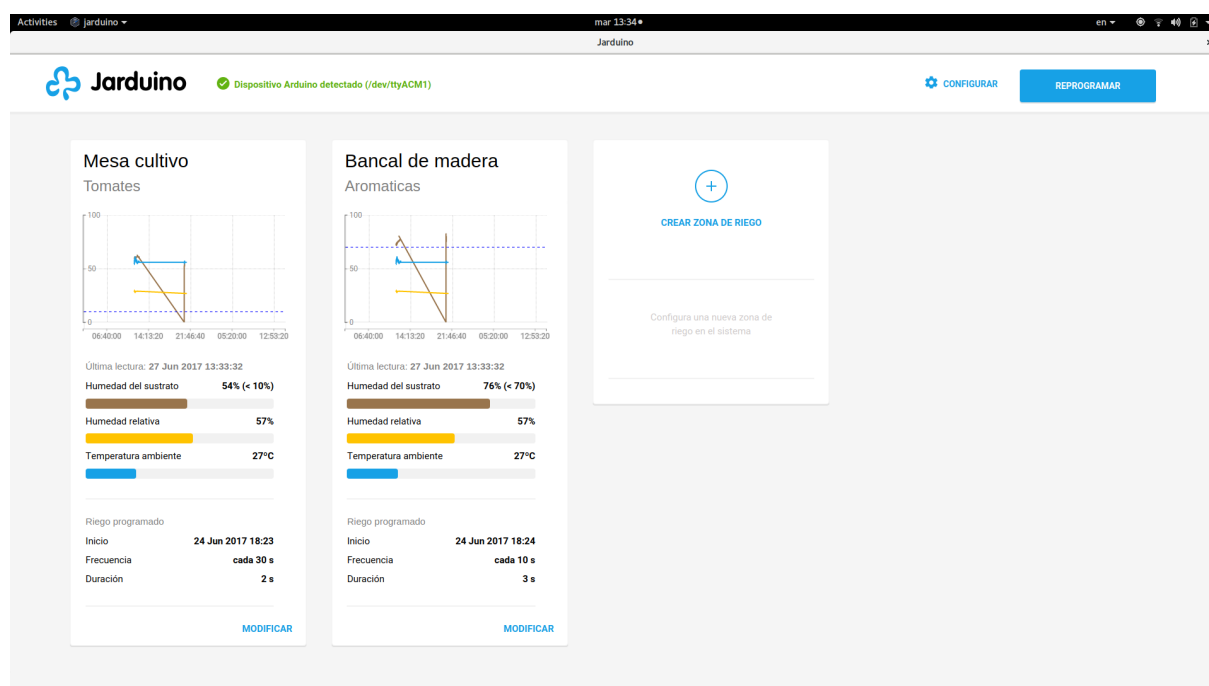 Activities jarduino mar 13:34 en
Jarduino
Jarduino Dispositivo Arduino detectado (/dev/ttyACM1) CONFIGURAR REPROGRAMAR
Mesa cultivo
Tomates
100
50
0
06:40:00 14:13:20 21:46:40 05:20:00 12:53:20
Última lectura: 27 Jun 2017 13:33:32
Humedad del sustrato 54% (< 10%)
Humedad relativa 57%
Temperatura ambiente 27ºC
Riego programado
Inicio 24 Jun 2017 18:23
Frecuencia cada 30 s
Duración 2 s
MODIFICAR
Bancal de madera
Aromaticas
100
50
0
06:40:00 14:13:20 21:46:40 05:20:00 12:53:20
Última lectura: 27 Jun 2017 13:33:32
Humedad del sustrato 76% (< 70%)
Humedad relativa 57%
Temperatura ambiente 27ºC
Riego programado
Inicio 24 Jun 2017 18:24
Frecuencia cada 10 s
Duración 3 s
MODIFICAR
CREAR ZONA DE RIEGO
Configura una nueva zona de
riego en el sistema